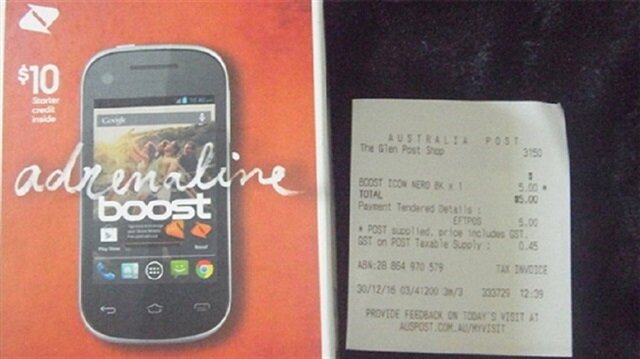 $10
Starter
credit
inside
Google
adrenaline
boost
Play Store
Boost
AUSTRALIA POST
The Glen Post Shop 3150
$
BOOST ICON NERO BK x 1 5.00 *
TOTAL $5.00
Payment Tendered Details :
EFTPOS 5.00
* POST supplied, price includes GST.
GST on POST Taxable Supply : 0.45
ABN:28 864 970 579 TAX INVOICE
30/12/16 03/41200 3m/3 333729 12:39
PROVIDE FEEDBACK ON TODAY'S VISIT AT
AUSPOST.COM.AU/MYVISIT